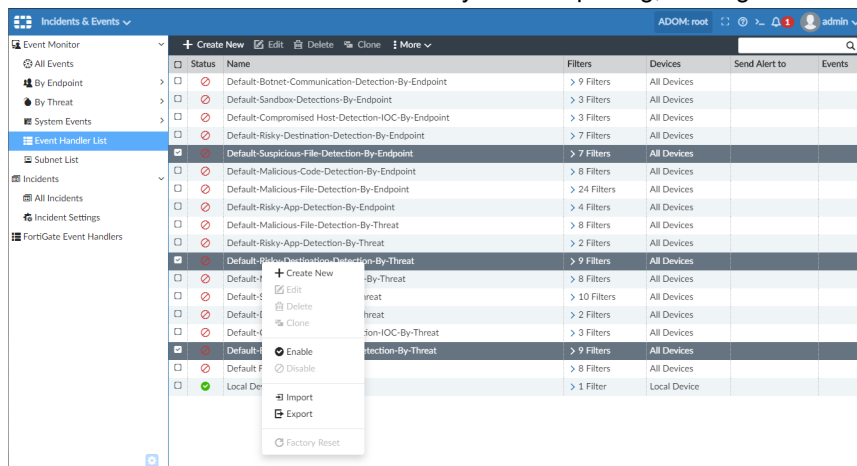 Incidents & Events
ADOM: root
1
admin
Event Monitor
All Events
By Endpoint
By Threat
System Events
Event Handler List
Subnet List
Incidents
All Incidents
Incident Settings
FortiGate Event Handlers
Create New Edit Delete Clone More
Status Name Filters Devices Send Alert to Events
Default-Botnet-Communication-Detection-By-Endpoint > 9 Filters All Devices
Default-Sandbox-Detections-By-Endpoint > 3 Filters All Devices
Default-Compromised Host-Detection-IOC-By-Endpoint > 3 Filters All Devices
Default-Risky-Destination-Detection-By-Endpoint > 7 Filters All Devices
Default-Suspicious-File-Detection-By-Endpoint > 7 Filters All Devices
Default-Malicious-Code-Detection-By-Endpoint > 8 Filters All Devices
Default-Malicious-File-Detection-By-Endpoint > 24 Filters All Devices
Default-Risky-App-Detection-By-Endpoint > 4 Filters All Devices
Default-Malicious-File-Detection-By-Threat > 8 Filters All Devices
Default-Risky-App-Detection-By-Threat > 2 Filters All Devices
Default-Risky-Destination-Detection-By-Threat > 9 Filters All Devices
-By-Threat > 8 Filters All Devices
> 10 Filters All Devices
> 2 Filters All Devices
-IOC-By-Threat > 3 Filters All Devices
-By-Threat > 9 Filters All Devices
Default > 8 Filters All Devices
Local > 1 Filter Local Device
Create New
Edit
Delete
Clone
Enable
Disable
Import
Export
Factory Reset